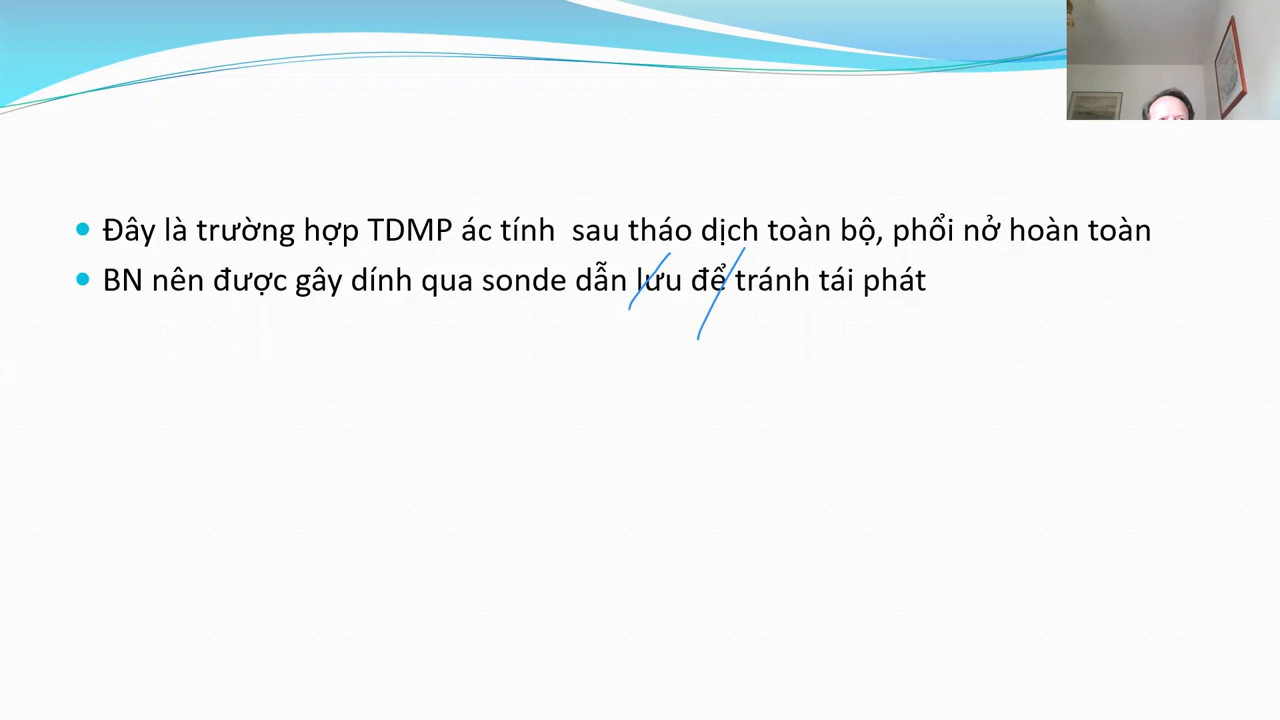 Đây là trường hợp TDMP ác tính  sau tháo dịch toàn bộ, phổi nở hoàn toàn
BN nên được gây dính qua sonde dẫn lưu để tránh tái phát